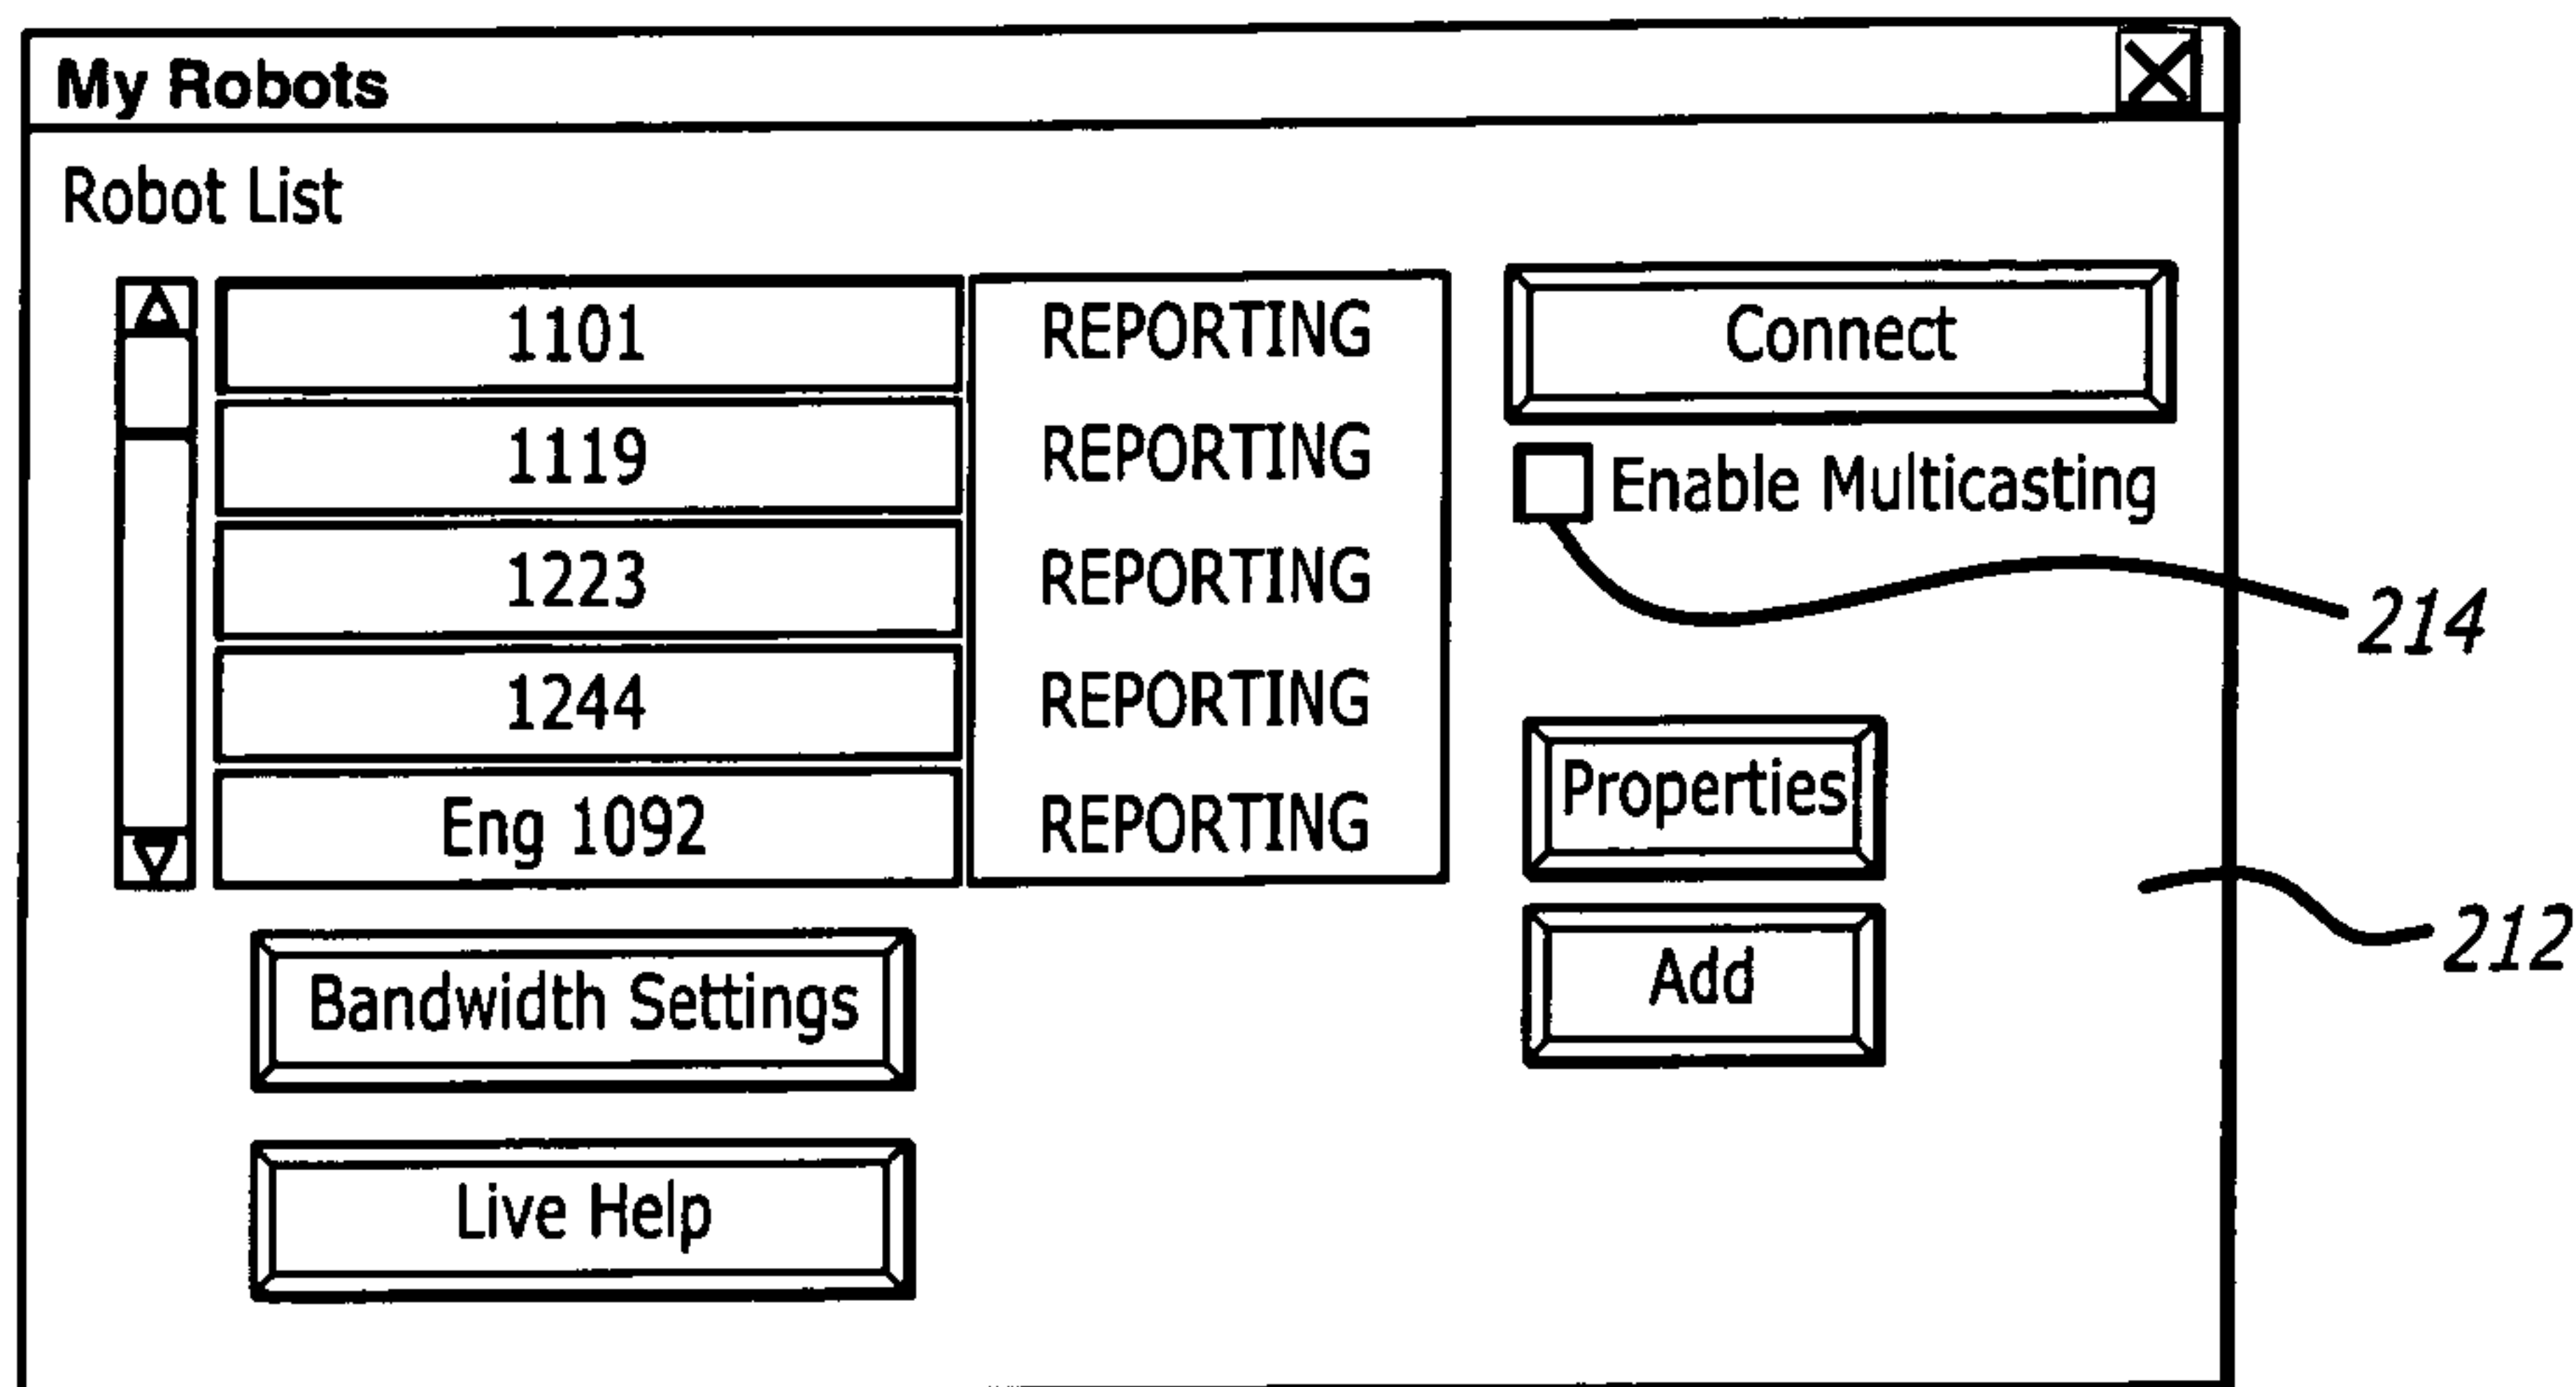 My Robots
Robot List
1101 REPORTING
1119 REPORTING
1223 REPORTING
1244 REPORTING
Eng 1092 REPORTING
Connect
Enable Multicasting
214
Properties
212
Add
Bandwidth Settings
Live Help